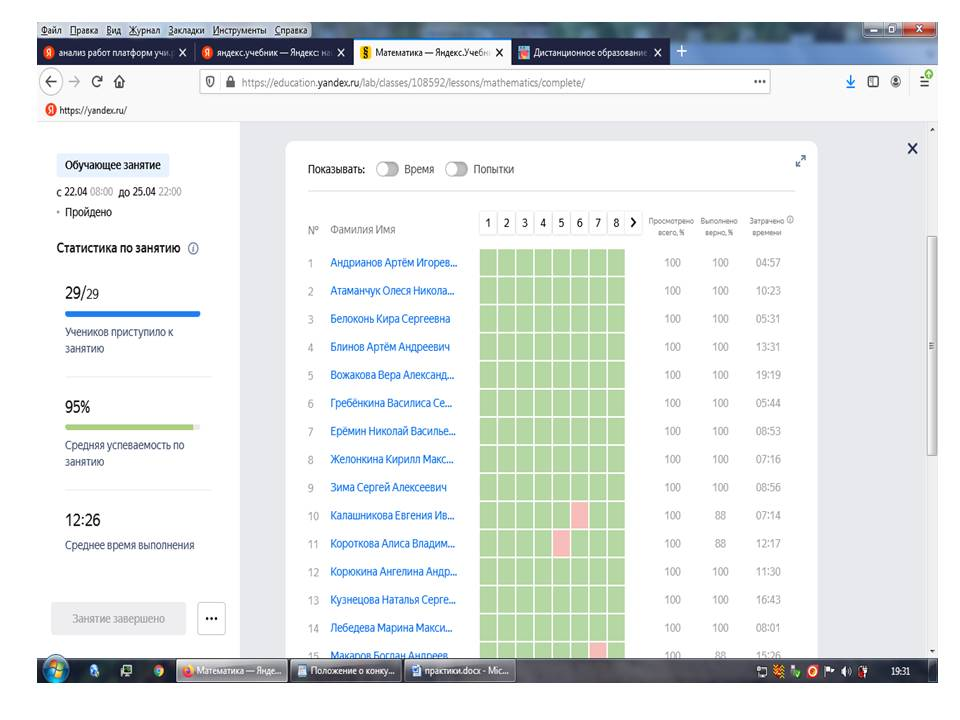 Файл Правка Вид Журнал Закладки Инструменты Справка
анализ работ платформ учи.р
яндекс.учебник — Яндекс: на
Математика — Яндекс.Учебн
Дистанционное образование
https://education.yandex.ru/lab/classes/108592/lessons/mathematics/complete/
https://yandex.ru/
Обучающее занятие
с 22.04 08:00 до 25.04 22:00
• Пройдено
Статистика по занятию
29/29
Учеников приступило к
занятию
95%
Средняя успеваемость по
занятию
12:26
Среднее время выполнения
Занятие завершено
Показывать: Время Попытки
№ Фамилия Имя 1 2 3 4 5 6 7 8 Просмотрено всего, % Выполнено верно, % Затрачено времени
1 Андрианов Артём Игорев... 100 100 04:57
2 Атаманчук Олеся Никола... 100 100 10:23
3 Белоконь Кира Сергеевна 100 100 05:31
4 Блинов Артём Андреевич 100 100 13:31
5 Вожакова Вера Александ... 100 100 19:19
6 Гребёнкина Василиса Се... 100 100 05:44
7 Ерёмин Николай Василье... 100 100 08:53
8 Желонкина Кирилл Макс... 100 100 07:16
9 Зима Сергей Алексеевич 100 100 08:56
10 Калашникова Евгения Ив... 100 88 07:14
11 Короткова Алиса Владим... 100 88 12:17
12 Корюкина Ангелина Андр... 100 100 11:30
13 Кузнецова Наталья Серге... 100 100 16:43
14 Лебедева Марина Макси... 100 100 08:01
15 Макаров Богдан Андреев... 100 88 15:26
Математика — Янде...
Положение о конку...
практики.docx - Mic...
19:31